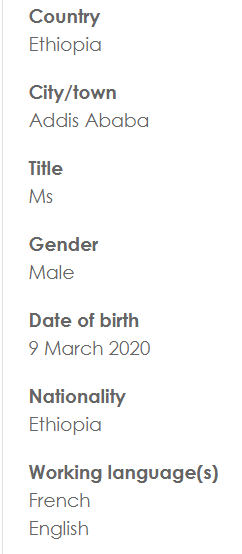 Country
Ethiopia
City/town
Addis Ababa
Title
Ms
Gender
Male
Date of birth
9 March 2020
Nationality
Ethiopia
Working language(s)
French
English